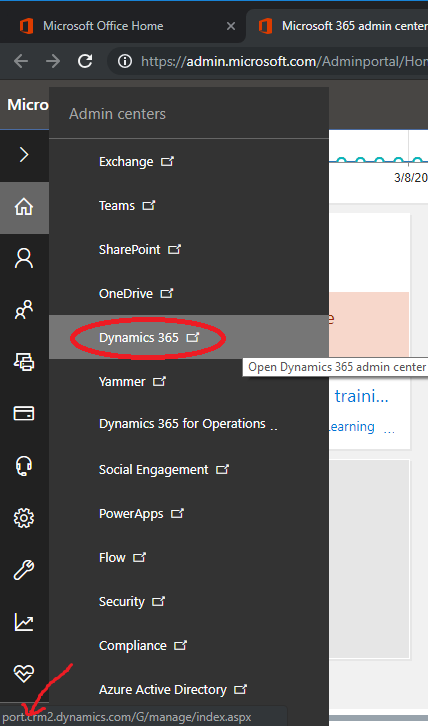 Microsoft Office Home
Microsoft 365 admin center
https://admin.microsoft.com/Adminportal/Hom
Micro
Admin centers
Exchange
Teams
SharePoint
OneDrive
Dynamics 365
Open Dynamics 365 admin center
Yammer
Dynamics 365 for Operations ..
Social Engagement
PowerApps
Flow
Security
Compliance
Azure Active Directory
port.crm2.dynamics.com/G/manage/index.aspx
3/8/20
e
traini...
Learning ...